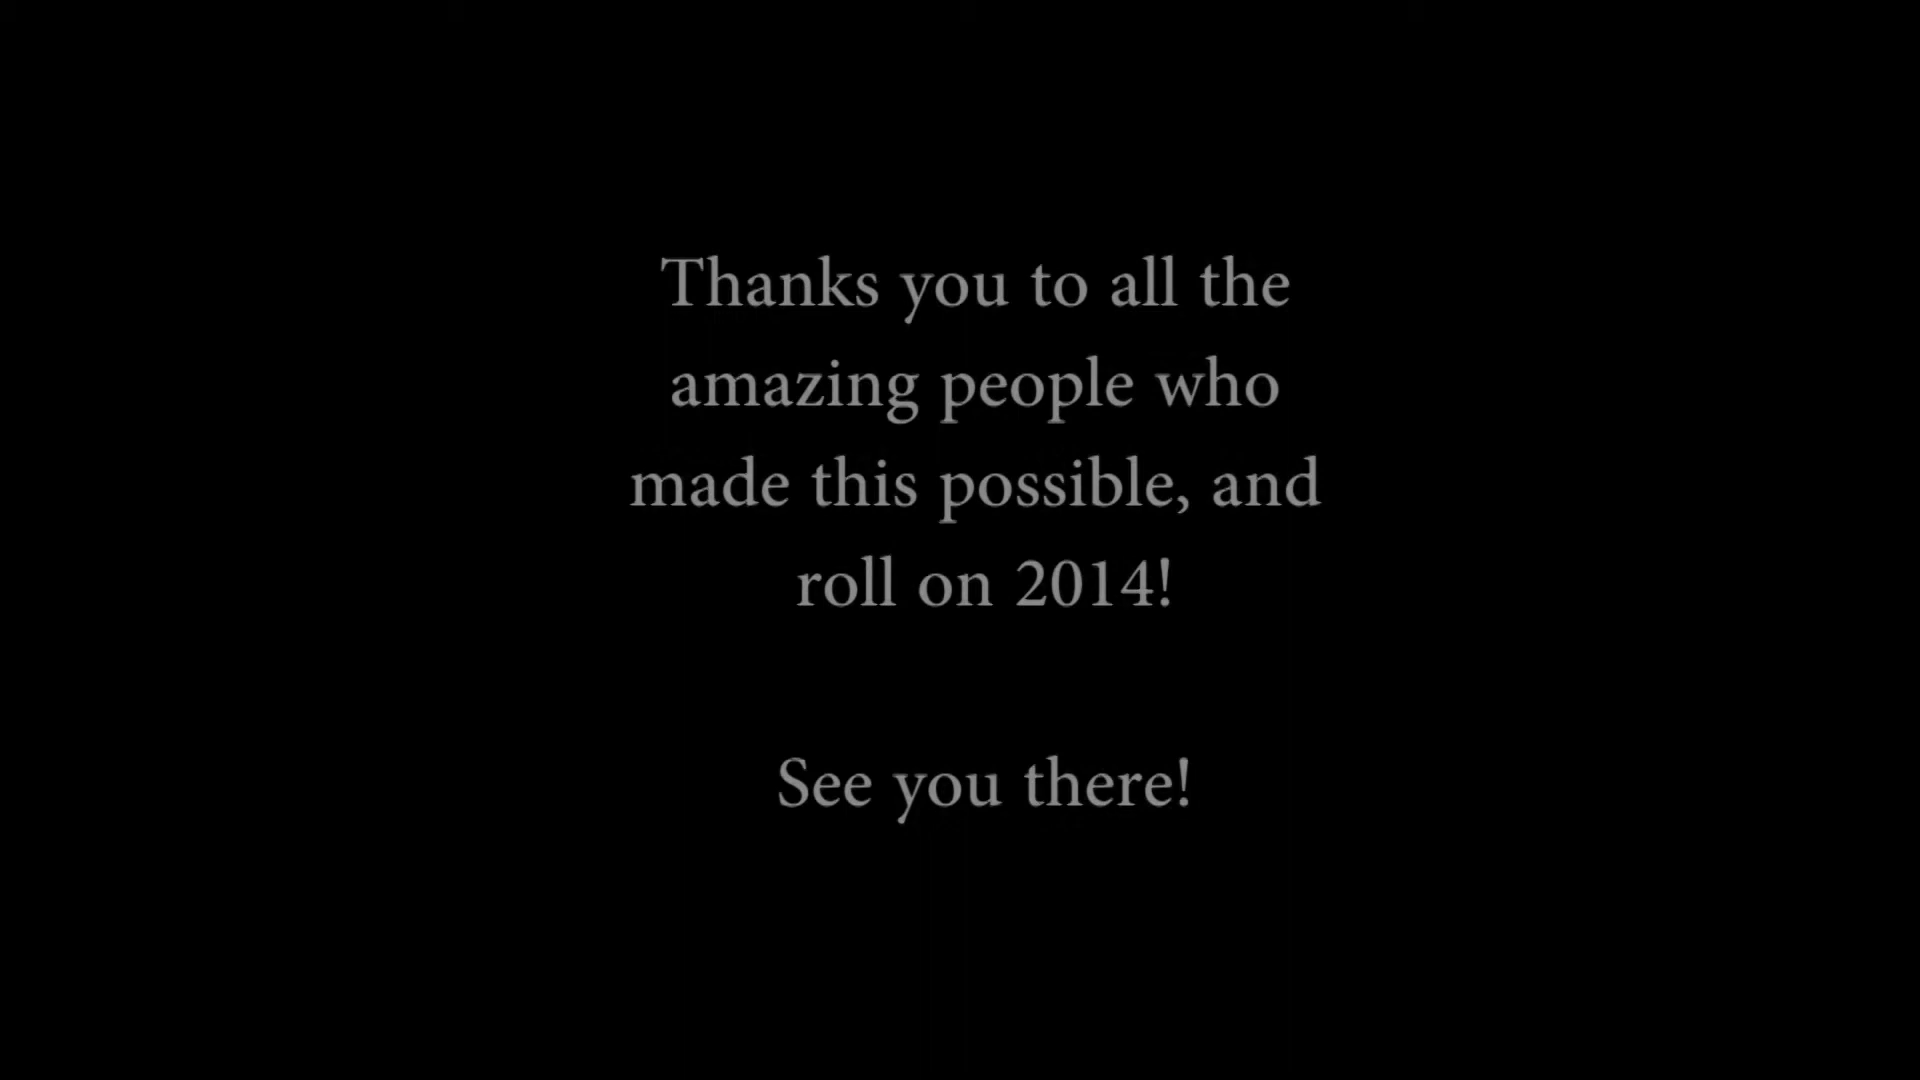 Thanks you to all the
amazing people who
made this possible, and
roll on 2014!
See you there!